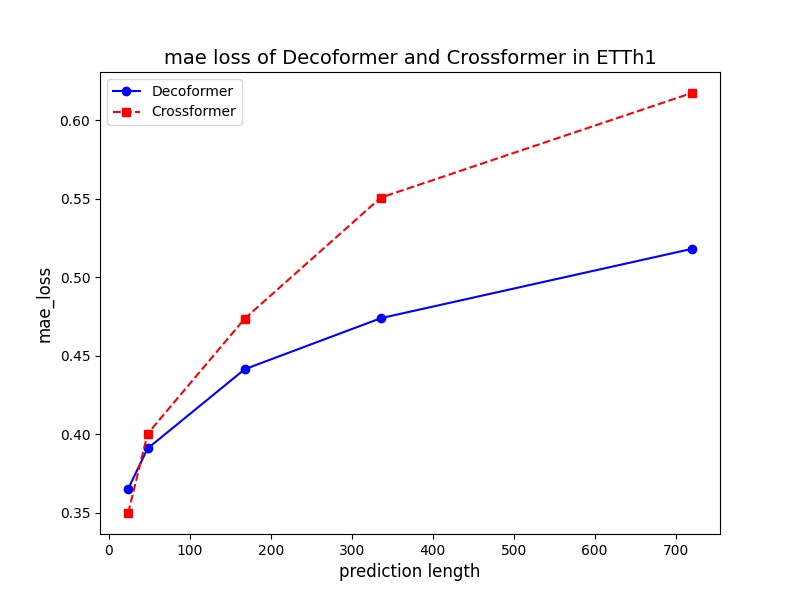 mae loss of Decoformer and Crossformer in ETTh1
Decoformer
Crossformer
0.60
0.55
0.50
0.45
0.40
0.35
mae_loss
0 100 200 300 400 500 600 700
prediction length